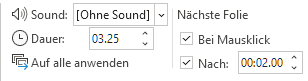 Sound: [Ohne Sound]
Dauer: 03.25
Auf alle anwenden
Nächste Folie
Bei Mausklick
Nach: 00:02.00